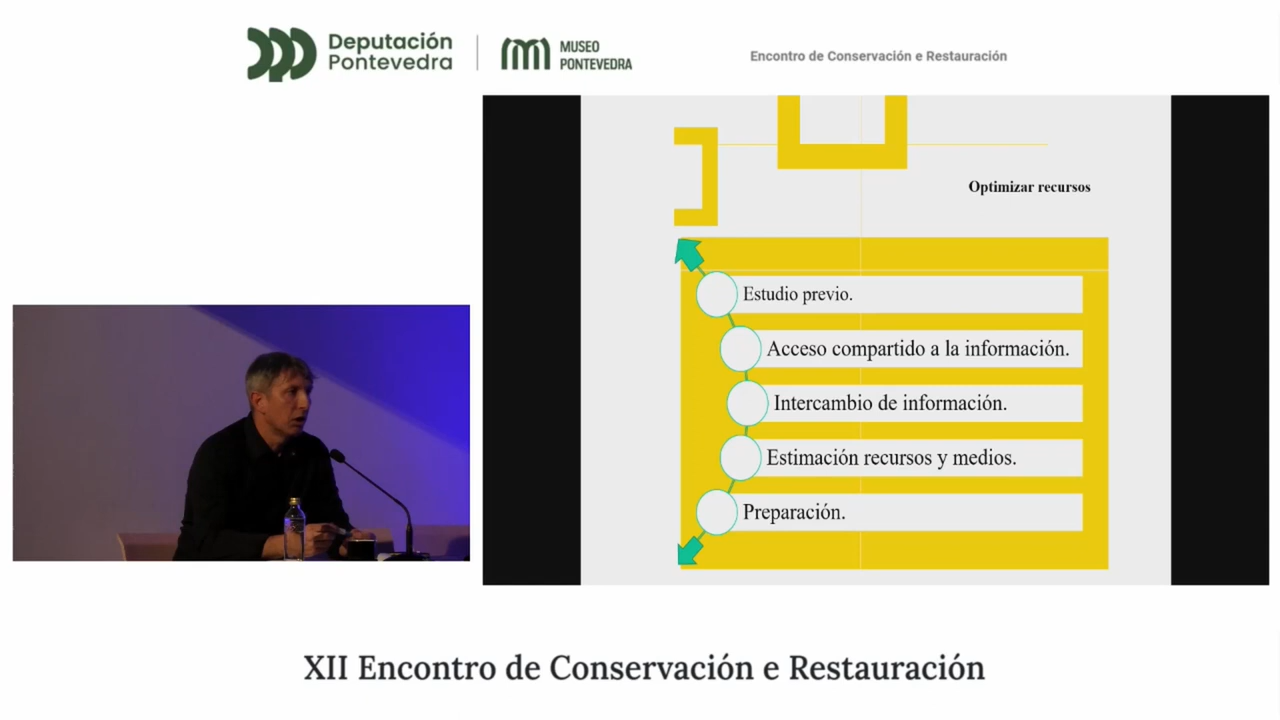 Deputación
Pontevedra
MUSEO
PONTEVEDRA
Encontro de Conservación e Restauración
Optimizar recursos
Estudio previo.
Acceso compartido a la información.
Intercambio de información.
Estimación recursos y medios.
Preparación.
XII Encontro de Conservación e Restauración